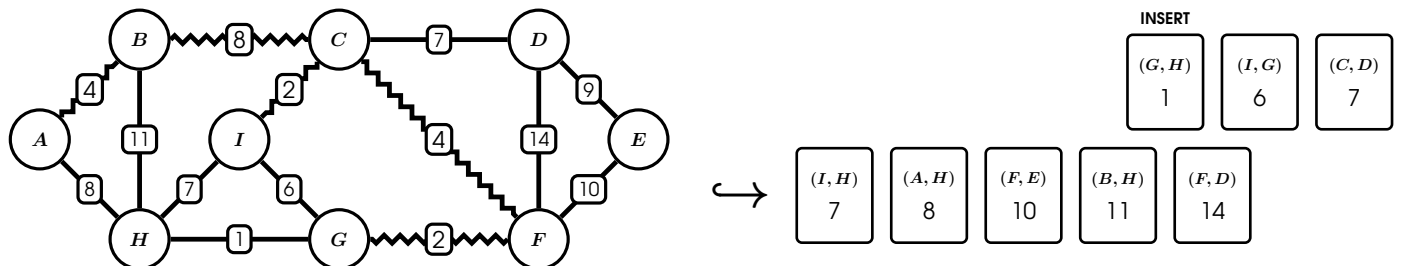 INSERT
B 8 C 7 D
(G, H) (I, G) (C, D)
4 2 9
1 6 7
A 11 I 4 14 E
(I, H) (A, H) (F, E) (B, H) (F, D)
8 7 6 10
7 8 10 11 14
H 1 G 2 F